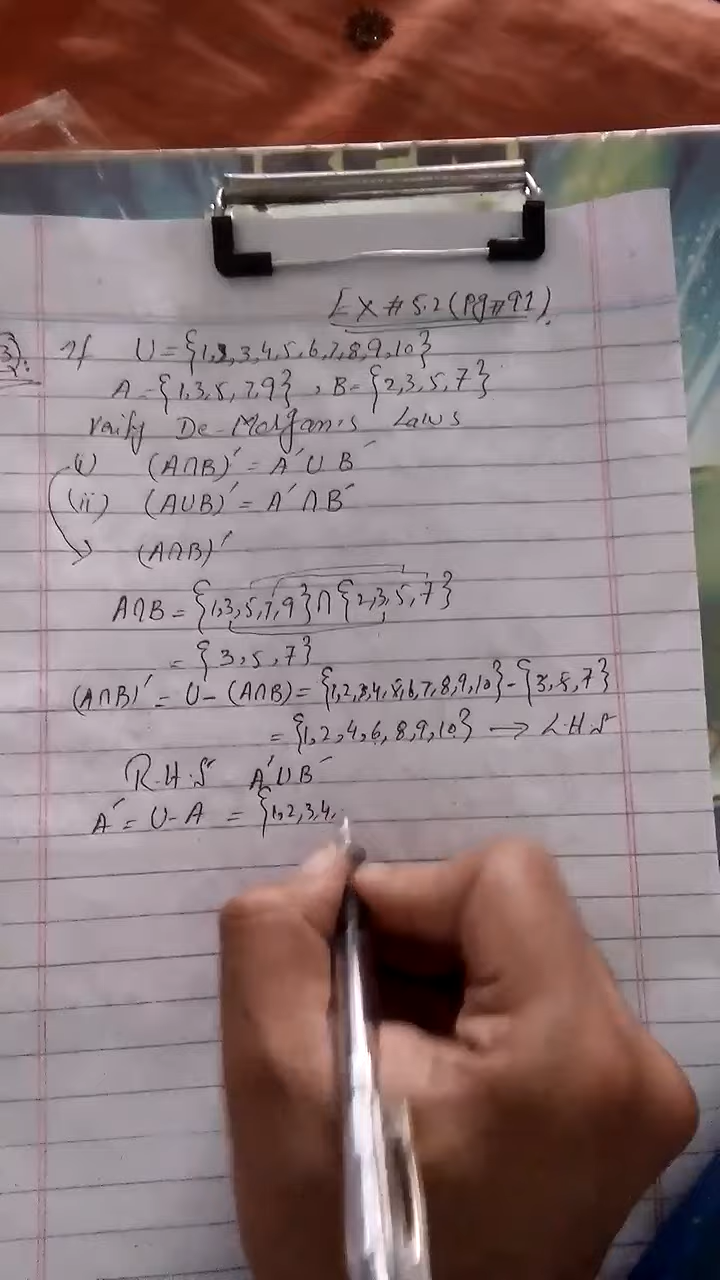 Ex # 5.2 (Pg # 91).
3). If U = {1,2,3,4,5,6,7,8,9,10}
A = {1,3,5,7,9}, B = {2,3,5,7}
Verify De-Morgan's Laws
(i) (A∩B)′ = A′ ∪ B′
(ii) (A∪B)′ = A′ ∩ B′
(A∩B)′
A∩B = {1,3,5,7,9} ∩ {2,3,5,7}
= {3,5,7}
(A∩B)′ = U - (A∩B) = {1,2,3,4,5,6,7,8,9,10} - {3,5,7}
= {1,2,4,6,8,9,10} → L.H.S
R.H.S A′∪B′
A′ = U-A = {1,2,3,4,